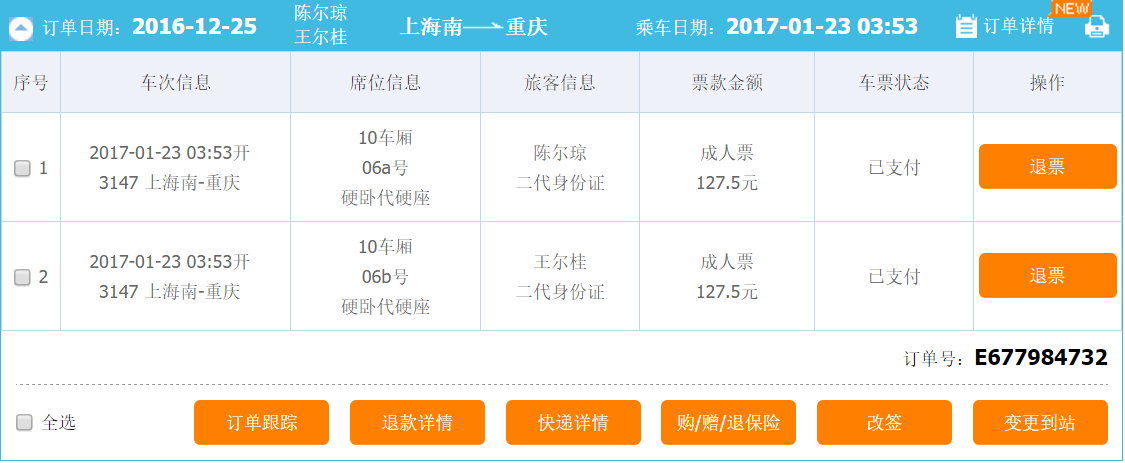 NEW
订单日期：2016-12-25
陈尔琼
王尔桂
上海南—→重庆
乘车日期：2017-01-23 03:53
订单详情
序号 车次信息 席位信息 旅客信息 票款金额 车票状态 操作
1
2017-01-23 03:53开
3147 上海南-重庆
10车厢
06a号
硬卧代硬座
陈尔琼
二代身份证
成人票
127.5元
已支付
退票
2
2017-01-23 03:53开
3147 上海南-重庆
10车厢
06b号
硬卧代硬座
王尔桂
二代身份证
成人票
127.5元
已支付
退票
订单号：E677984732
全选 订单跟踪 退款详情 快递详情 购/赠/退保险 改签 变更到站